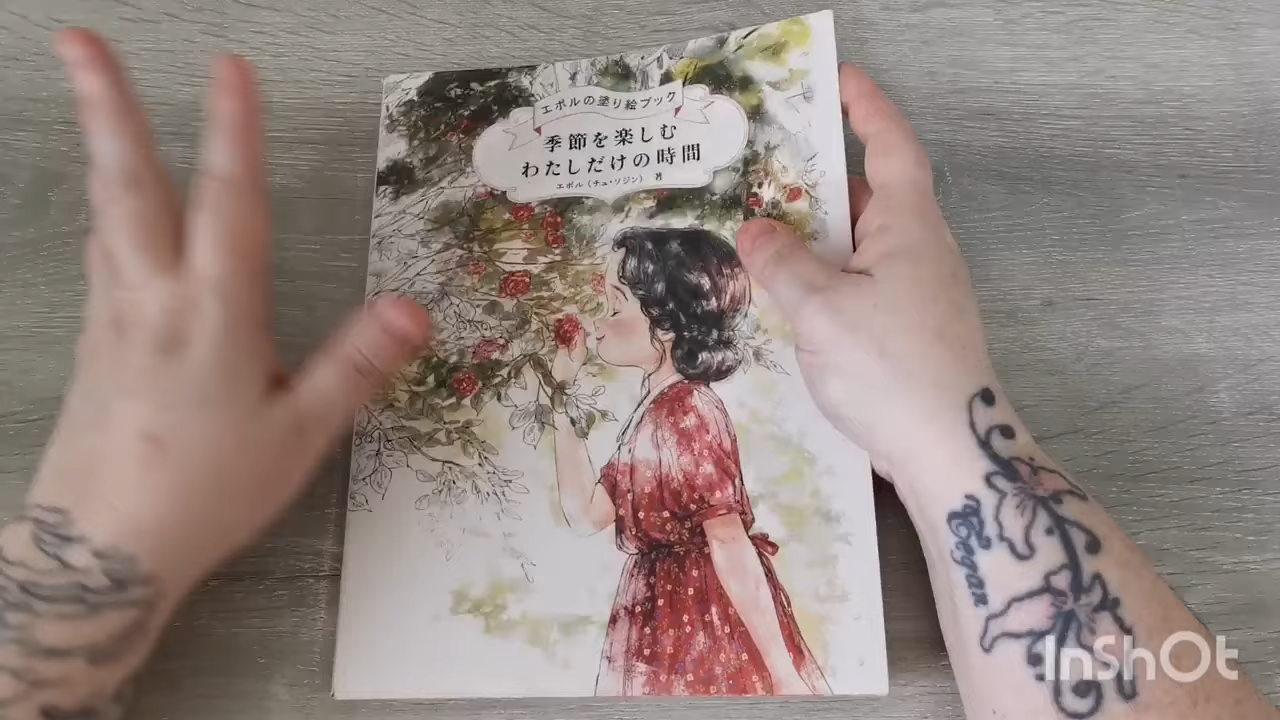 エポルの塗り絵ブック
季節を楽しむ
わたしだけの時間
エポル(チュ・ソジン) 著
Tegan
InShOt